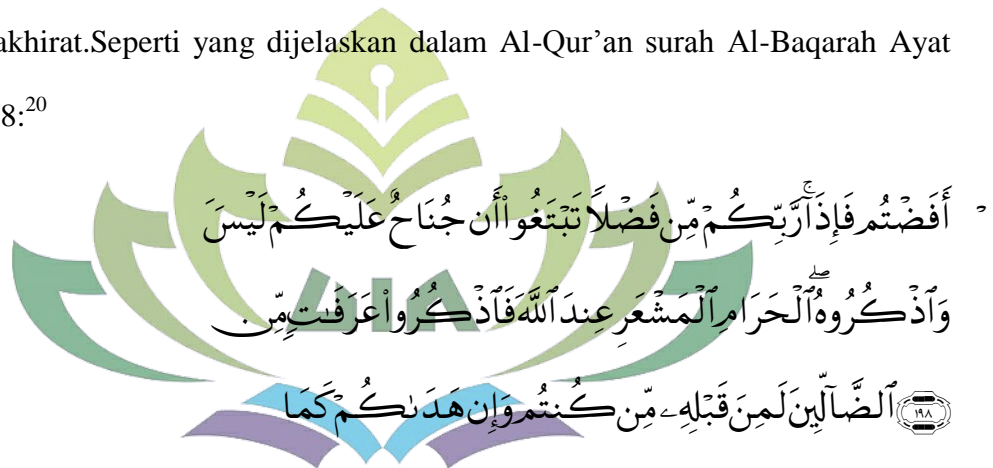 akhirat.Seperti yang dijelaskan dalam Al-Qur’an surah Al-Baqarah Ayat
8:20
أَفَضْتُم فَإِذَآ ۚ رَّبِّكُمْ مِّن فَضْلًا تَبْتَغُوا۟ أَن جُنَاحٌ عَلَيْكُمْ لَيْسَ
وَٱذْكُرُوهُ ۖ ٱلْحَرَامِ ٱلْمَشْعَرِ عِندَ ٱللَّهَ فَٱذْكُرُوا۟ عَرَفَـٰتٍ مِّنْ
۝١٩٨ ٱلضَّآلِّينَ لَمِنَ قَبْلِهِۦ مِّن كُنتُم وَإِن هَدَىٰكُمْ كَمَا